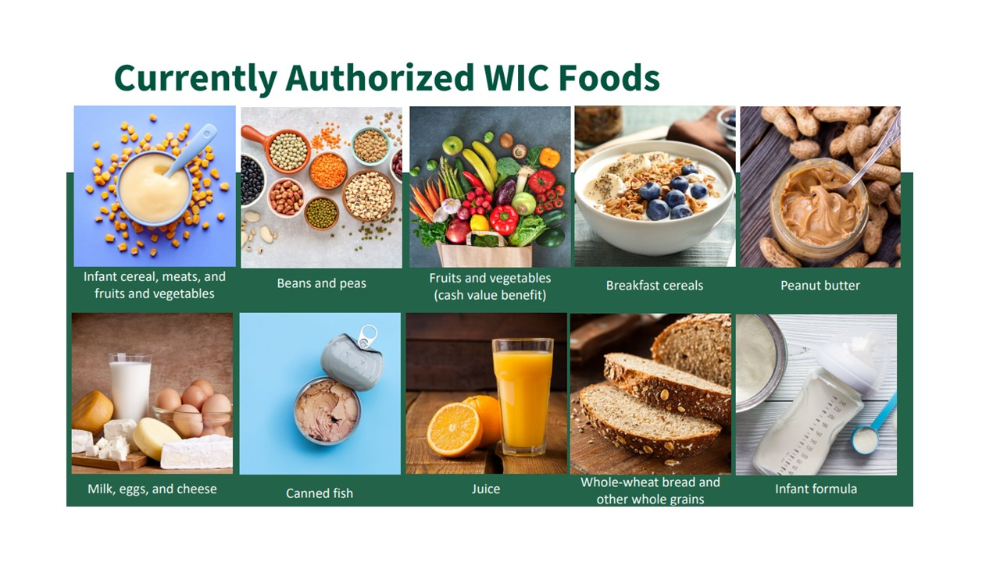 Currently Authorized WIC Foods
Infant cereal, meats, and
fruits and vegetables
Beans and peas
Fruits and vegetables
(cash value benefit)
Breakfast cereals
Peanut butter
Milk, eggs, and cheese
Canned fish
Juice
Whole-wheat bread and
other whole grains
Infant formula